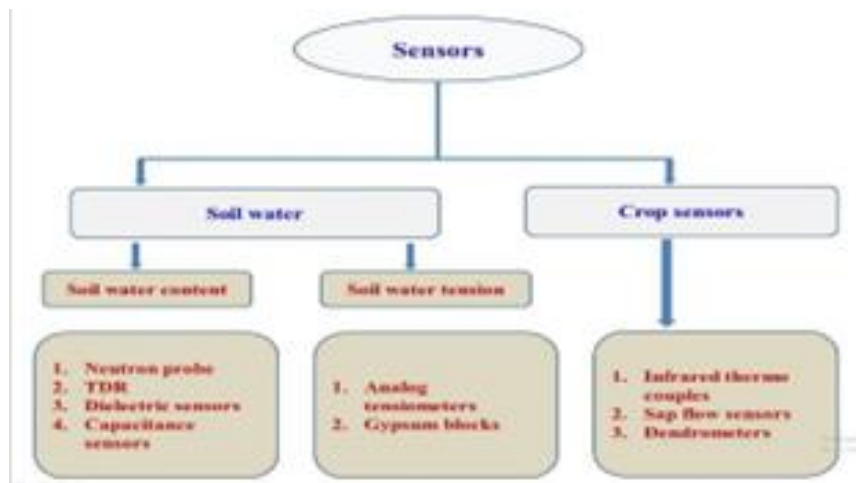 Sensors
Soil water
Crop sensors
Soil water content
Soil water tension
1. Neutron probe
2. TDR
3. Dielectric sensors
4. Capacitance
sensors
1. Analog
tensiometers
2. Gypsum blocks
1. Infrared thermo
couples
2. Sap flow sensors
3. Dendrometers